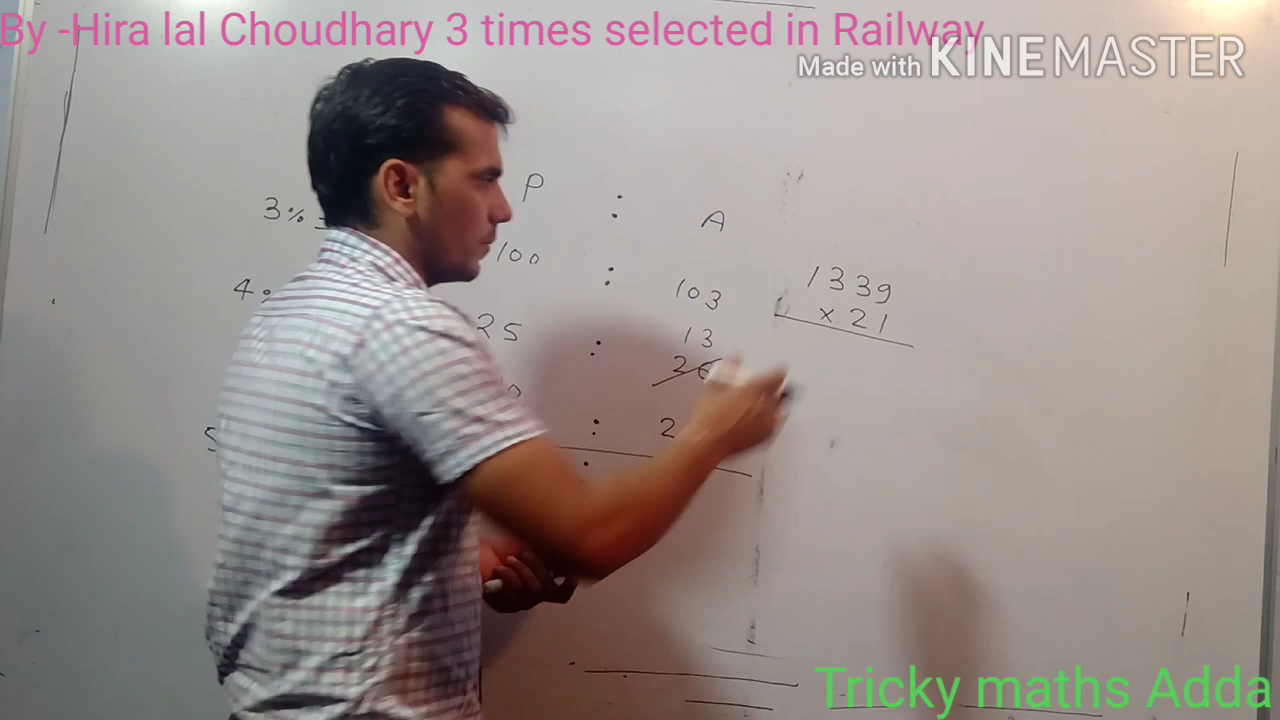 By -Hira lal Choudhary 3 times selected in Railway
Made with KINEMASTER
P : A
3%
100 : 103
4
25 : 13
26
5 : 2
1339
× 21
Tricky maths Adda